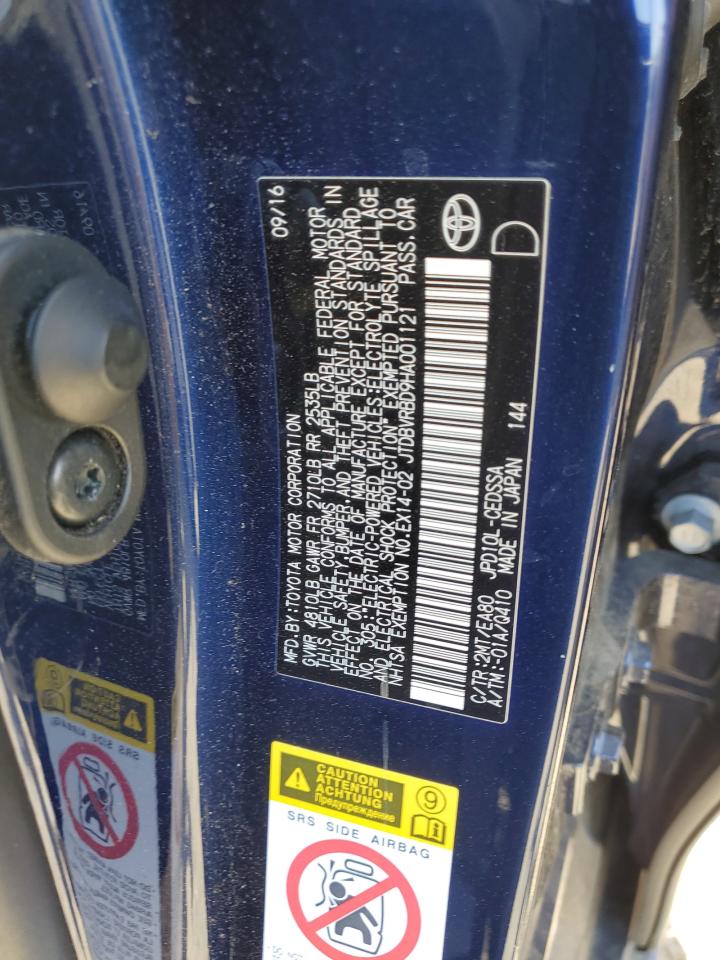 MFD.BY:TOYOTA MOTOR CORPORATION 09/16
GVWR 4810LB GAWR FR 2710LB RR 2535LB
THIS VEHICLE CONFORMS TO ALL APPLICABLE FEDERAL MOTOR
VEHICLE SAFETY,BUMPER,AND THEFT PREVENTION STANDARDS IN
EFFECT ON THE DATE OF MANUFACTURE EXCEPT FOR STANDARD
NO. 305:"ELECTRIC-POWERED VEHICLES:ELECTROLYTE SPILLAGE
AND ELECTRICAL SHOCK PROTECTION" EXEMPTED PURSUANT TO
NHTSA EXEMPTION NO.EX14-02 JTDBVRBD9HA001121 PASS.CAR
C/TR:2MT/EA80 JPD10L-CEDSSA
A/TM:-01A/Q410 MADE IN JAPAN 144
D
CAUTION
ATTENTION
ACHTUNG
Предупреждение
9
SRS SIDE AIRBAG